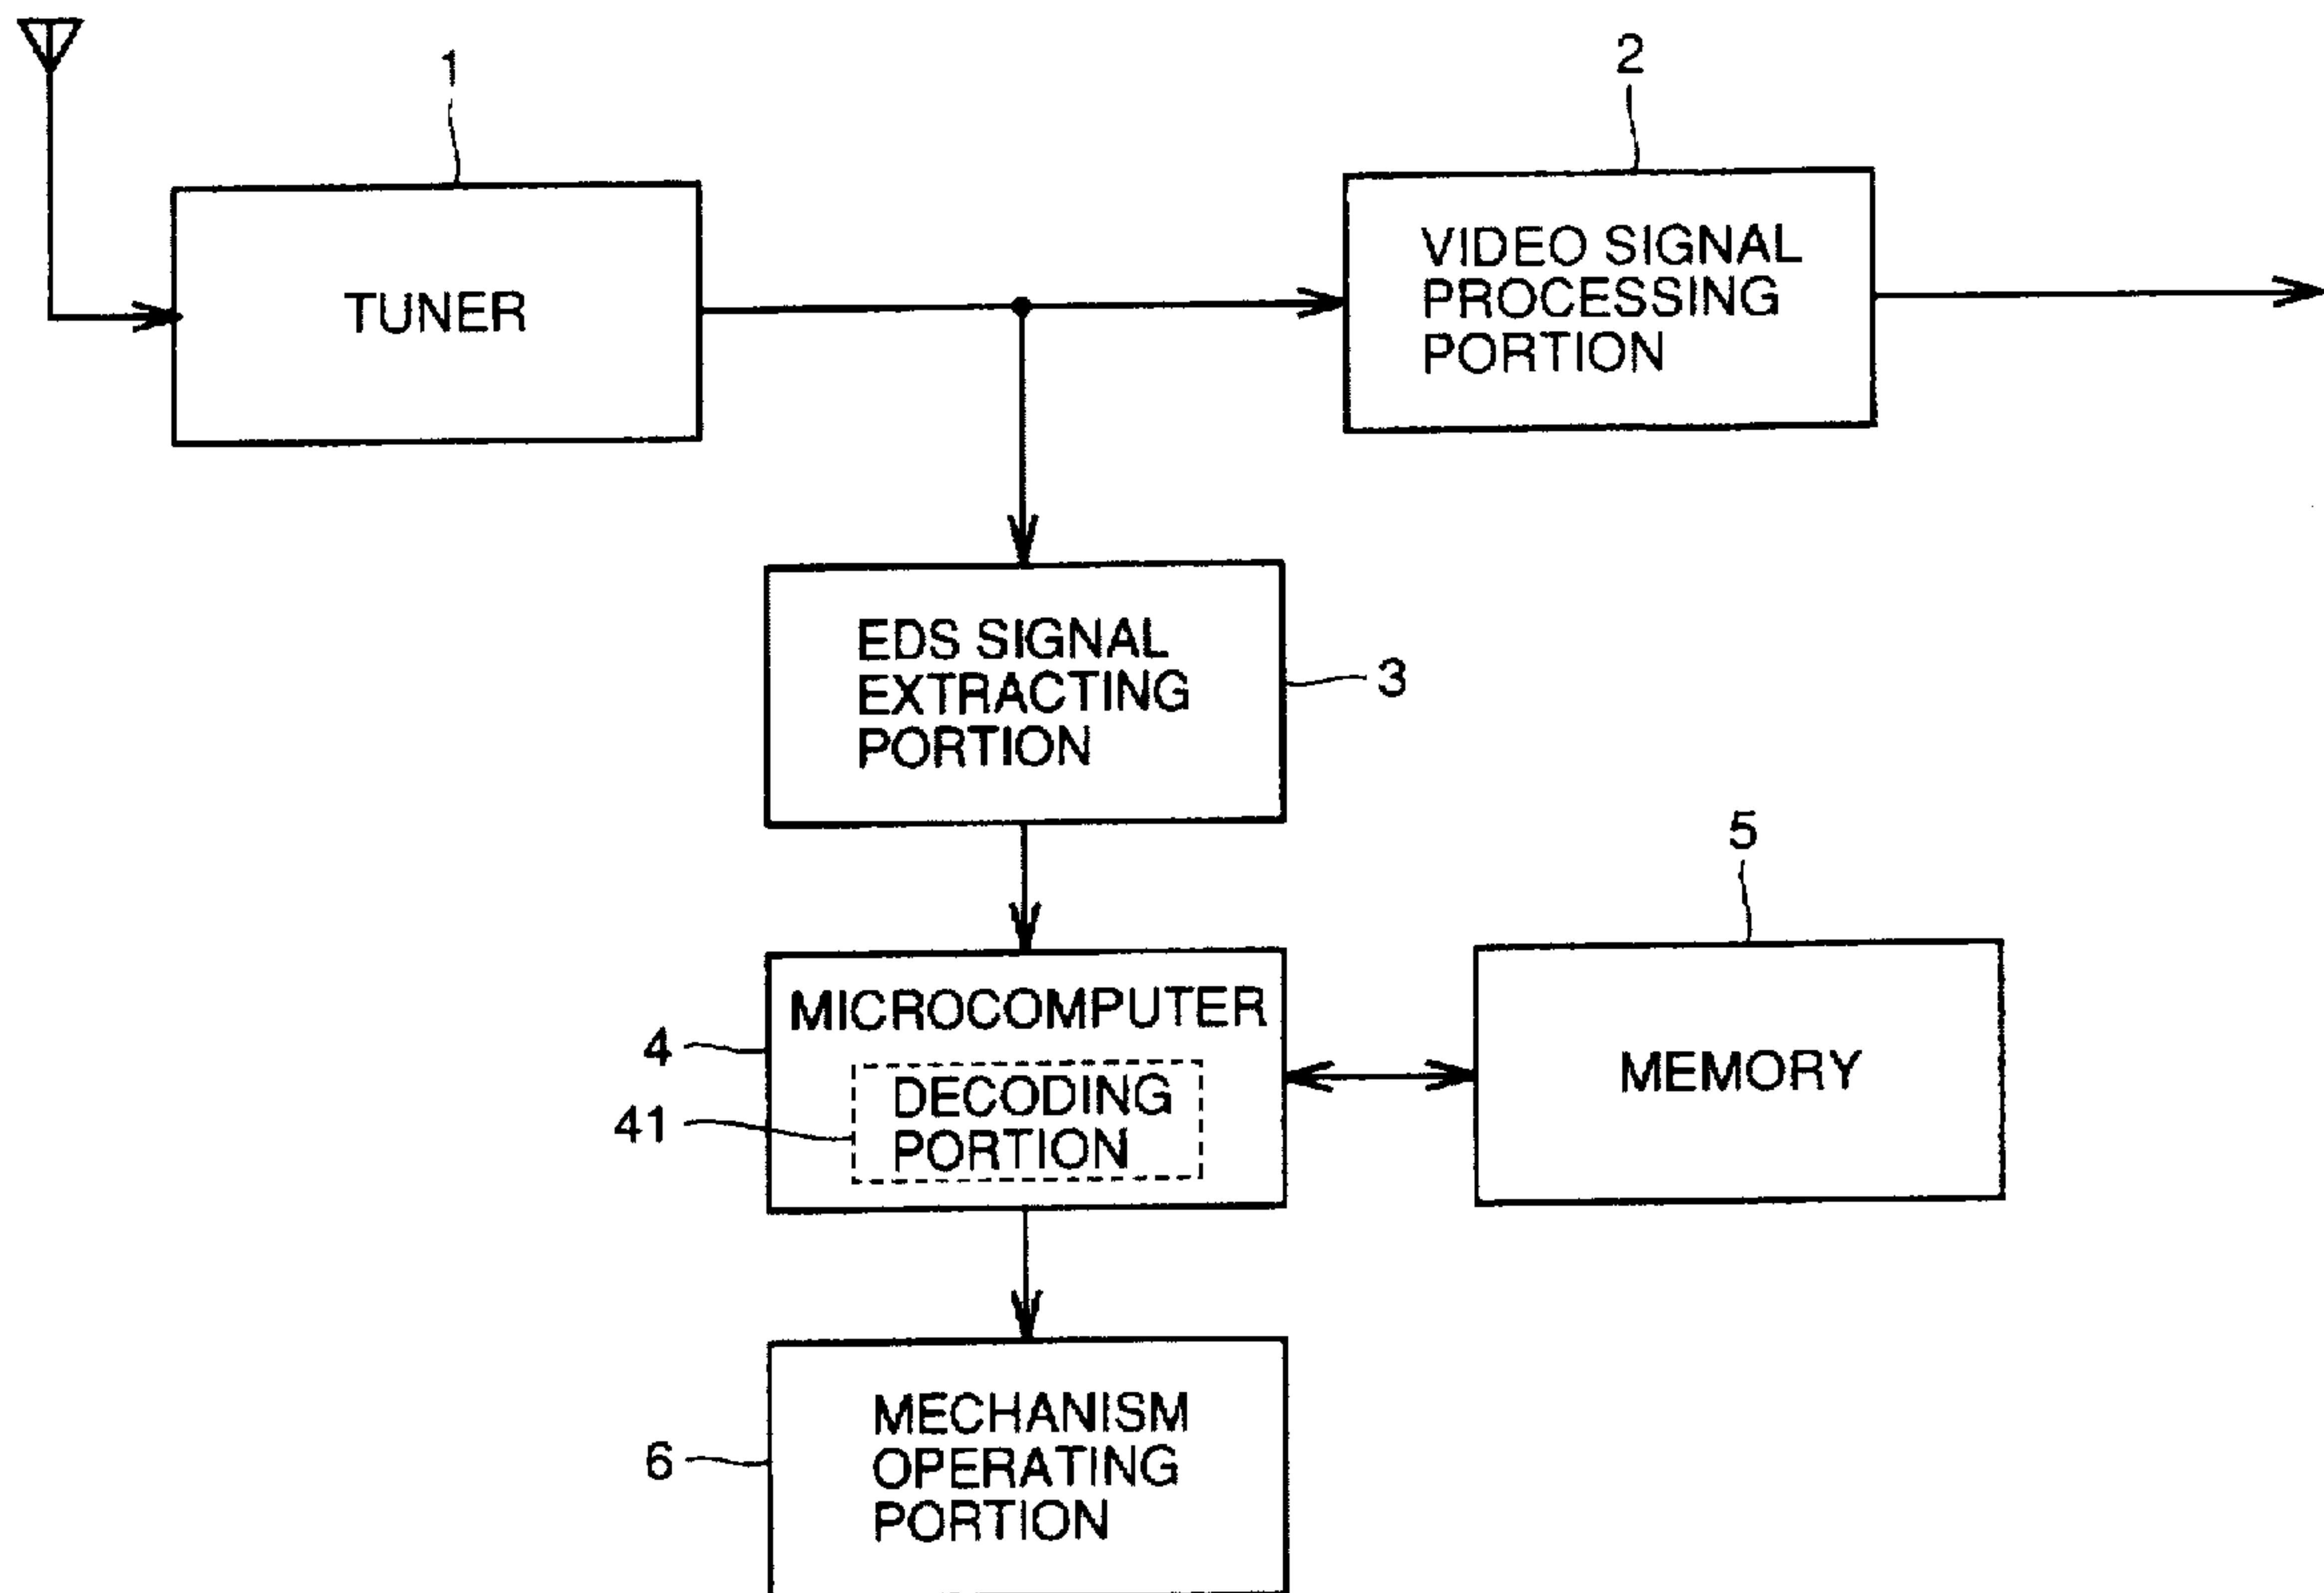 1
2
TUNER
VIDEO SIGNAL
PROCESSING
PORTION
EDS SIGNAL
EXTRACTING
PORTION
3
5
MICROCOMPUTER
4
DECODING
PORTION
41
MEMORY
MECHANISM
OPERATING
PORTION
6